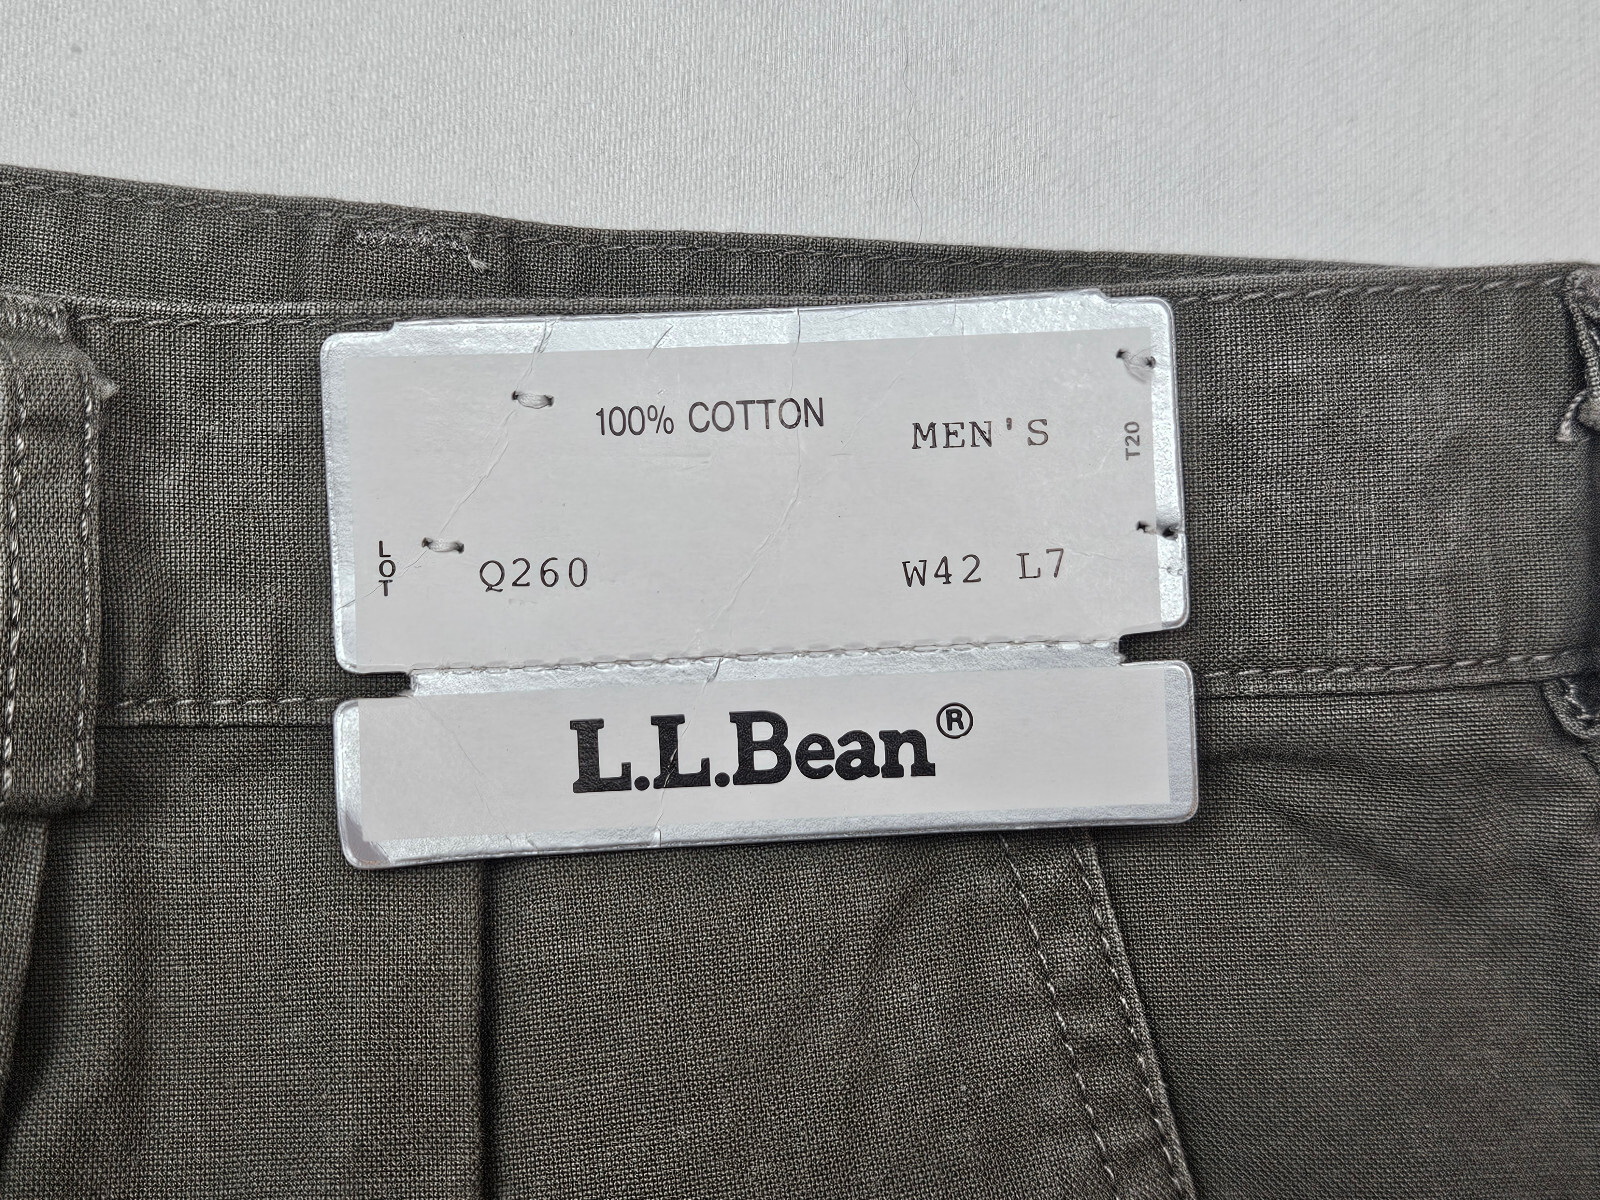 100% COTTON
MEN'S
T20
LOT
Q260
W42 L7
L.L.Bean®